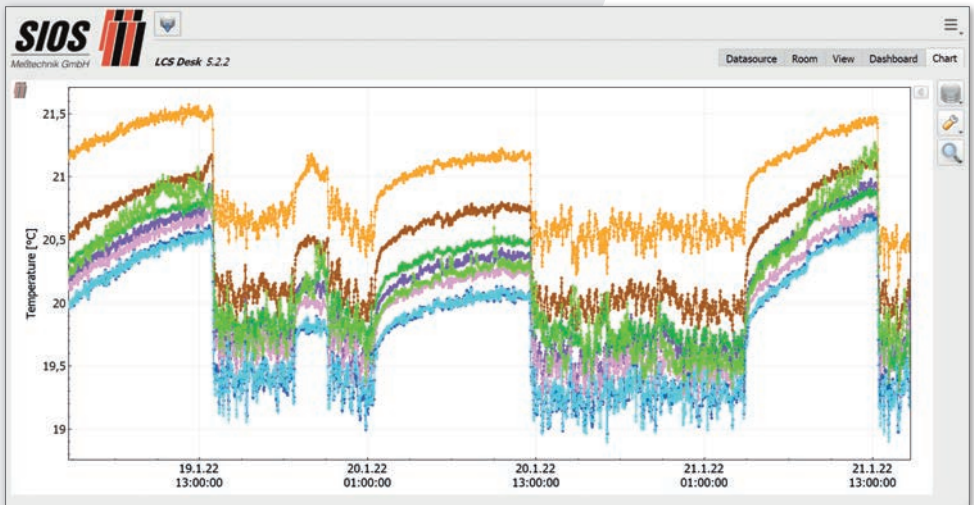 SIOS
Meßtechnik GmbH
LCS Desk 5.2.2
Datasource Room View Dashboard Chart
Temperature [°C]
21,5
21
20,5
20
19,5
19
19.1.22 20.1.22 20.1.22 21.1.22 21.1.22
13:00:00 01:00:00 13:00:00 01:00:00 13:00:00